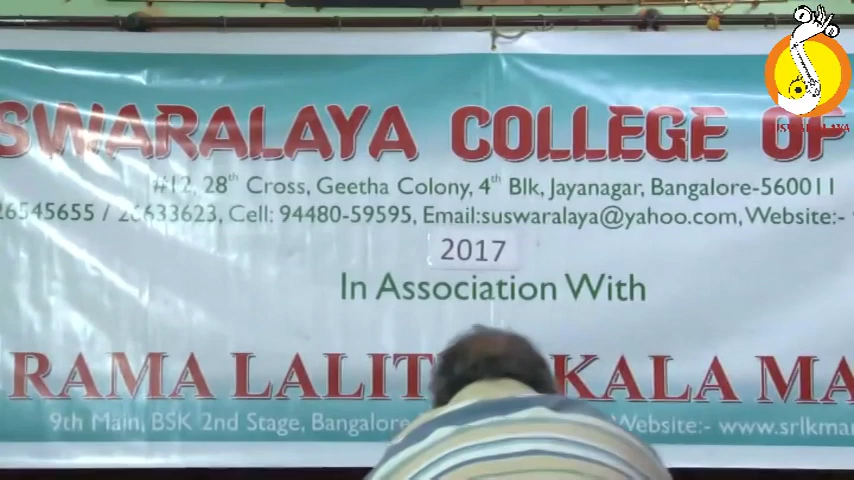 SWARALAYA COLLEGE OF
#12, 28th Cross, Geetha Colony, 4th Blk, Jayanagar, Bangalore-560011
26545655 / 26633623, Cell: 94480-59595, Email:suswaralaya@yahoo.com, Website:-
2017
In Association With
RAMA LALIT KALA MA
9th Main, BSK 2nd Stage, Bangalore Website:- www.srlkmar